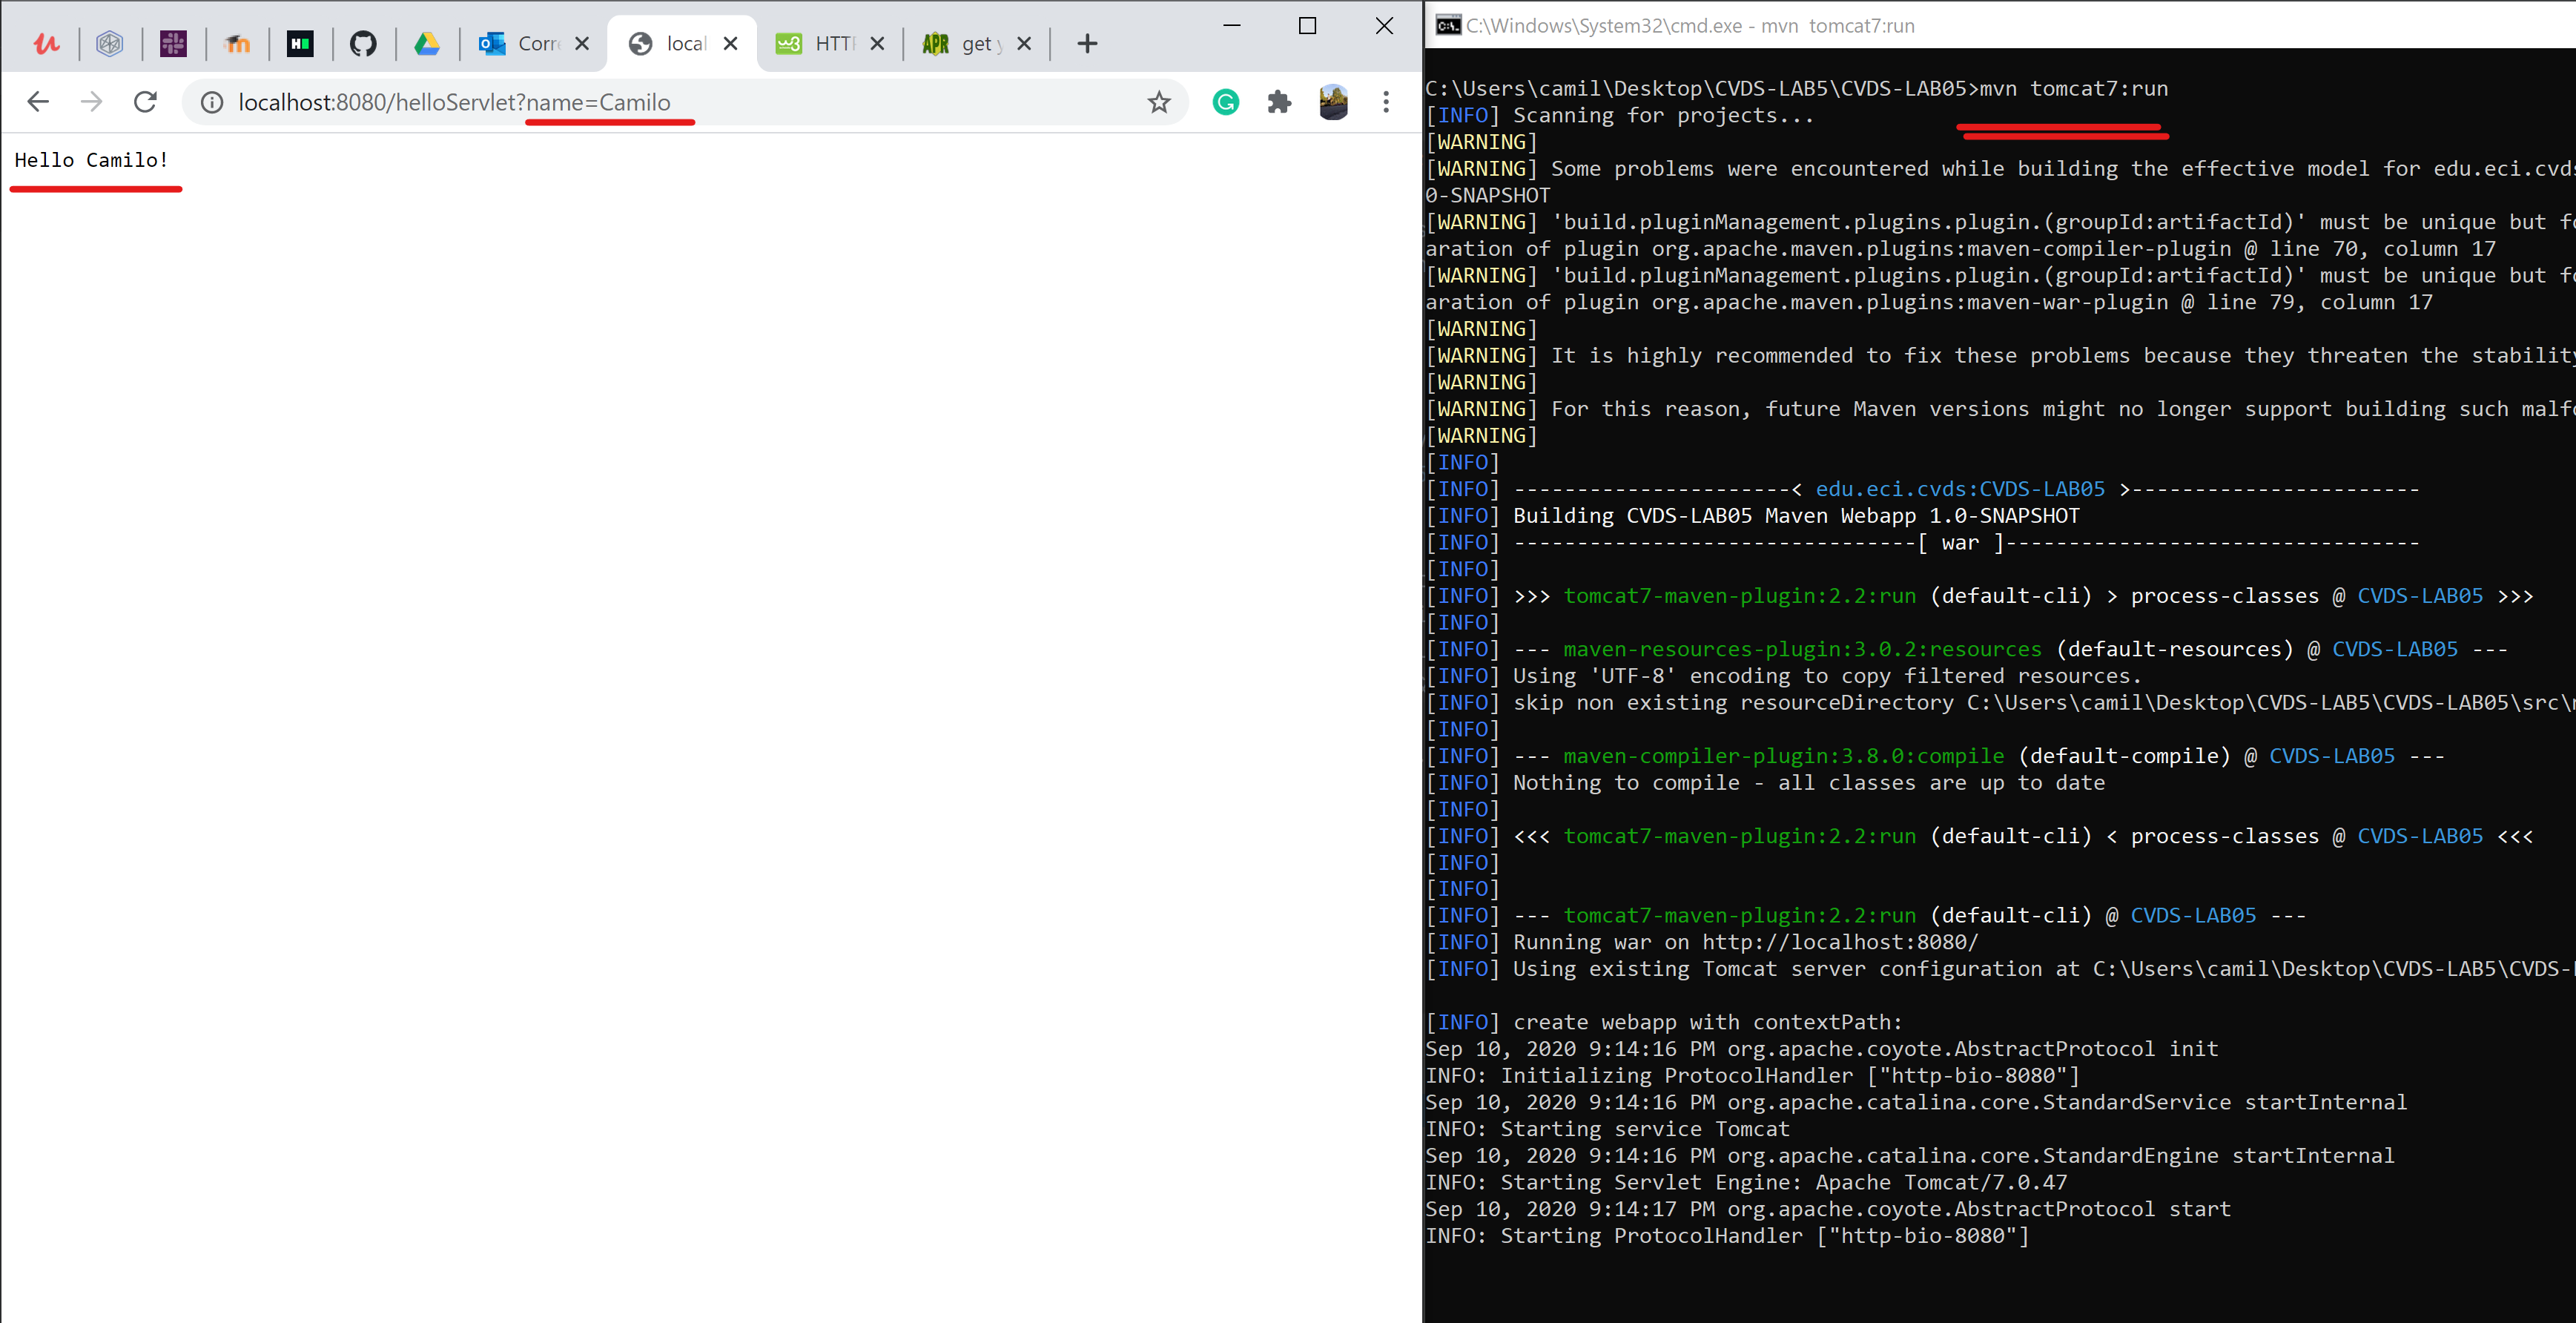 Corre
local
HTTP
get y
localhost:8080/helloServlet?name=Camilo
Hello Camilo!
C:\Windows\System32\cmd.exe - mvn  tomcat7:run
C:\Users\camil\Desktop\CVDS-LAB5\CVDS-LAB05>mvn tomcat7:run
[INFO] Scanning for projects...
[WARNING]
[WARNING] Some problems were encountered while building the effective model for edu.eci.cvds
0-SNAPSHOT
[WARNING] 'build.pluginManagement.plugins.plugin.(groupId:artifactId)' must be unique but fo
aration of plugin org.apache.maven.plugins:maven-compiler-plugin @ line 70, column 17
[WARNING] 'build.pluginManagement.plugins.plugin.(groupId:artifactId)' must be unique but fo
aration of plugin org.apache.maven.plugins:maven-war-plugin @ line 79, column 17
[WARNING]
[WARNING] It is highly recommended to fix these problems because they threaten the stability
[WARNING]
[WARNING] For this reason, future Maven versions might no longer support building such malfo
[WARNING]
[INFO]
[INFO] ----------------------< edu.eci.cvds:CVDS-LAB05 >-----------------------
[INFO] Building CVDS-LAB05 Maven Webapp 1.0-SNAPSHOT
[INFO] --------------------------------[ war ]---------------------------------
[INFO]
[INFO] >>> tomcat7-maven-plugin:2.2:run (default-cli) > process-classes @ CVDS-LAB05 >>>
[INFO]
[INFO] --- maven-resources-plugin:3.0.2:resources (default-resources) @ CVDS-LAB05 ---
[INFO] Using 'UTF-8' encoding to copy filtered resources.
[INFO] skip non existing resourceDirectory C:\Users\camil\Desktop\CVDS-LAB5\CVDS-LAB05\src\m
[INFO]
[INFO] --- maven-compiler-plugin:3.8.0:compile (default-compile) @ CVDS-LAB05 ---
[INFO] Nothing to compile - all classes are up to date
[INFO]
[INFO] <<< tomcat7-maven-plugin:2.2:run (default-cli) < process-classes @ CVDS-LAB05 <<<
[INFO]
[INFO]
[INFO] --- tomcat7-maven-plugin:2.2:run (default-cli) @ CVDS-LAB05 ---
[INFO] Running war on http://localhost:8080/
[INFO] Using existing Tomcat server configuration at C:\Users\camil\Desktop\CVDS-LAB5\CVDS-L
[INFO] create webapp with contextPath:
Sep 10, 2020 9:14:16 PM org.apache.coyote.AbstractProtocol init
INFO: Initializing ProtocolHandler ["http-bio-8080"]
Sep 10, 2020 9:14:16 PM org.apache.catalina.core.StandardService startInternal
INFO: Starting service Tomcat
Sep 10, 2020 9:14:16 PM org.apache.catalina.core.StandardEngine startInternal
INFO: Starting Servlet Engine: Apache Tomcat/7.0.47
Sep 10, 2020 9:14:17 PM org.apache.coyote.AbstractProtocol start
INFO: Starting ProtocolHandler ["http-bio-8080"]